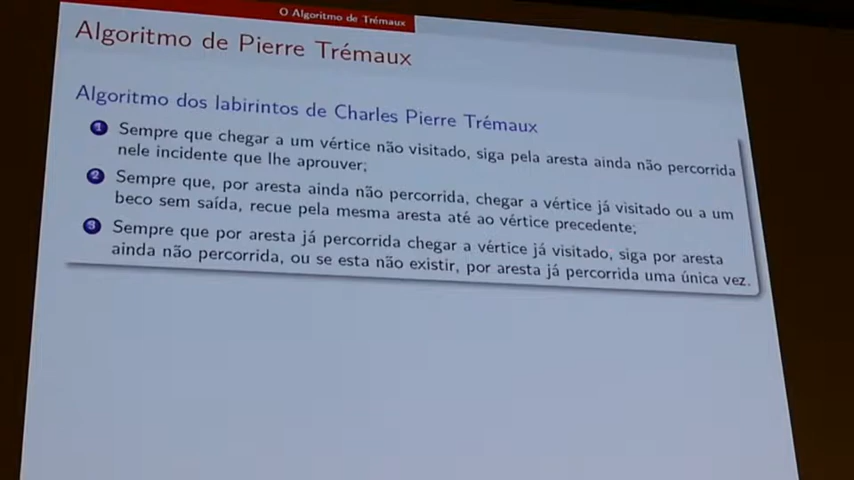 O Algoritmo de Trémaux
Algoritmo de Pierre Trémaux
Algoritmo dos labirintos de Charles Pierre Trémaux
1 Sempre que chegar a um vértice não visitado, siga pela aresta ainda não percorrida
nele incidente que lhe aprouver;
2 Sempre que, por aresta ainda não percorrida, chegar a vértice já visitado ou a um
beco sem saída, recue pela mesma aresta até ao vértice precedente;
3 Sempre que por aresta já percorrida chegar a vértice já visitado, siga por aresta
ainda não percorrida, ou se esta não existir, por aresta já percorrida uma única vez.